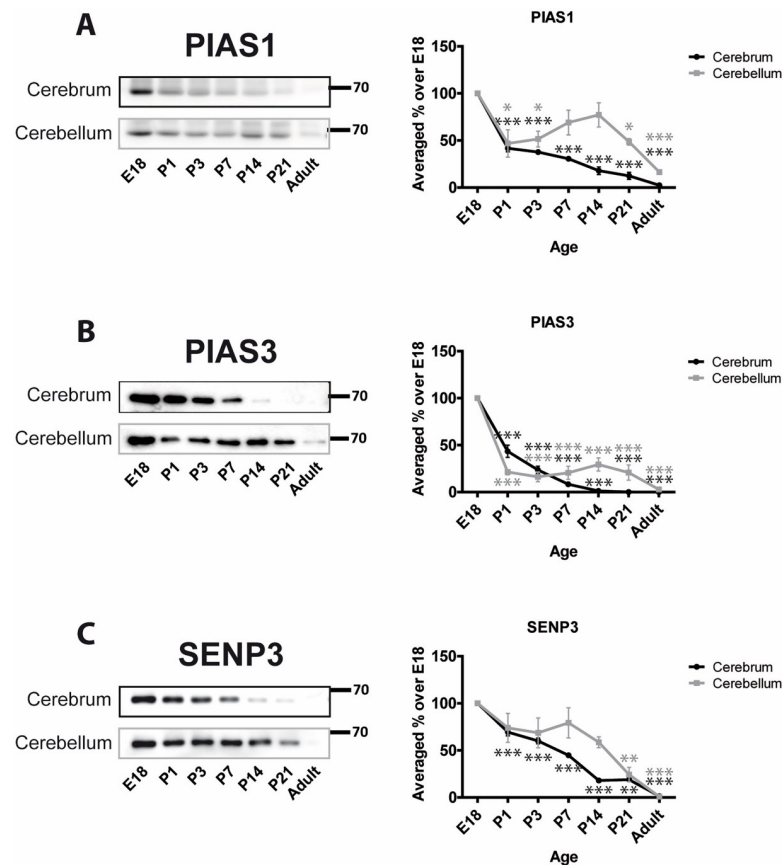 A
PIAS1
Cerebrum
70
Cerebellum
70
E18 P1 P3 P7 P14 P21 Adult
PIAS1
Averaged % over E18
150
100
50
0
* *
*** ***
*** *** ***
*
***
***
E18 P1 P3 P7 P14 P21 Adult
Age
Cerebrum
Cerebellum
B
PIAS3
Cerebrum
70
Cerebellum
70
E18 P1 P3 P7 P14 P21 Adult
PIAS3
Averaged % over E18
150
100
50
0
***
*** *** *** ***
*** *** ***
*** ***
***
***
E18 P1 P3 P7 P14 P21 Adult
Age
Cerebrum
Cerebellum
C
SENP3
Cerebrum
70
Cerebellum
70
E18 P1 P3 P7 P14 P21 Adult
SENP3
Averaged % over E18
150
100
50
0
**
***
***
*** *** *** *** **
E18 P1 P3 P7 P14 P21 Adult
Age
Cerebrum
Cerebellum